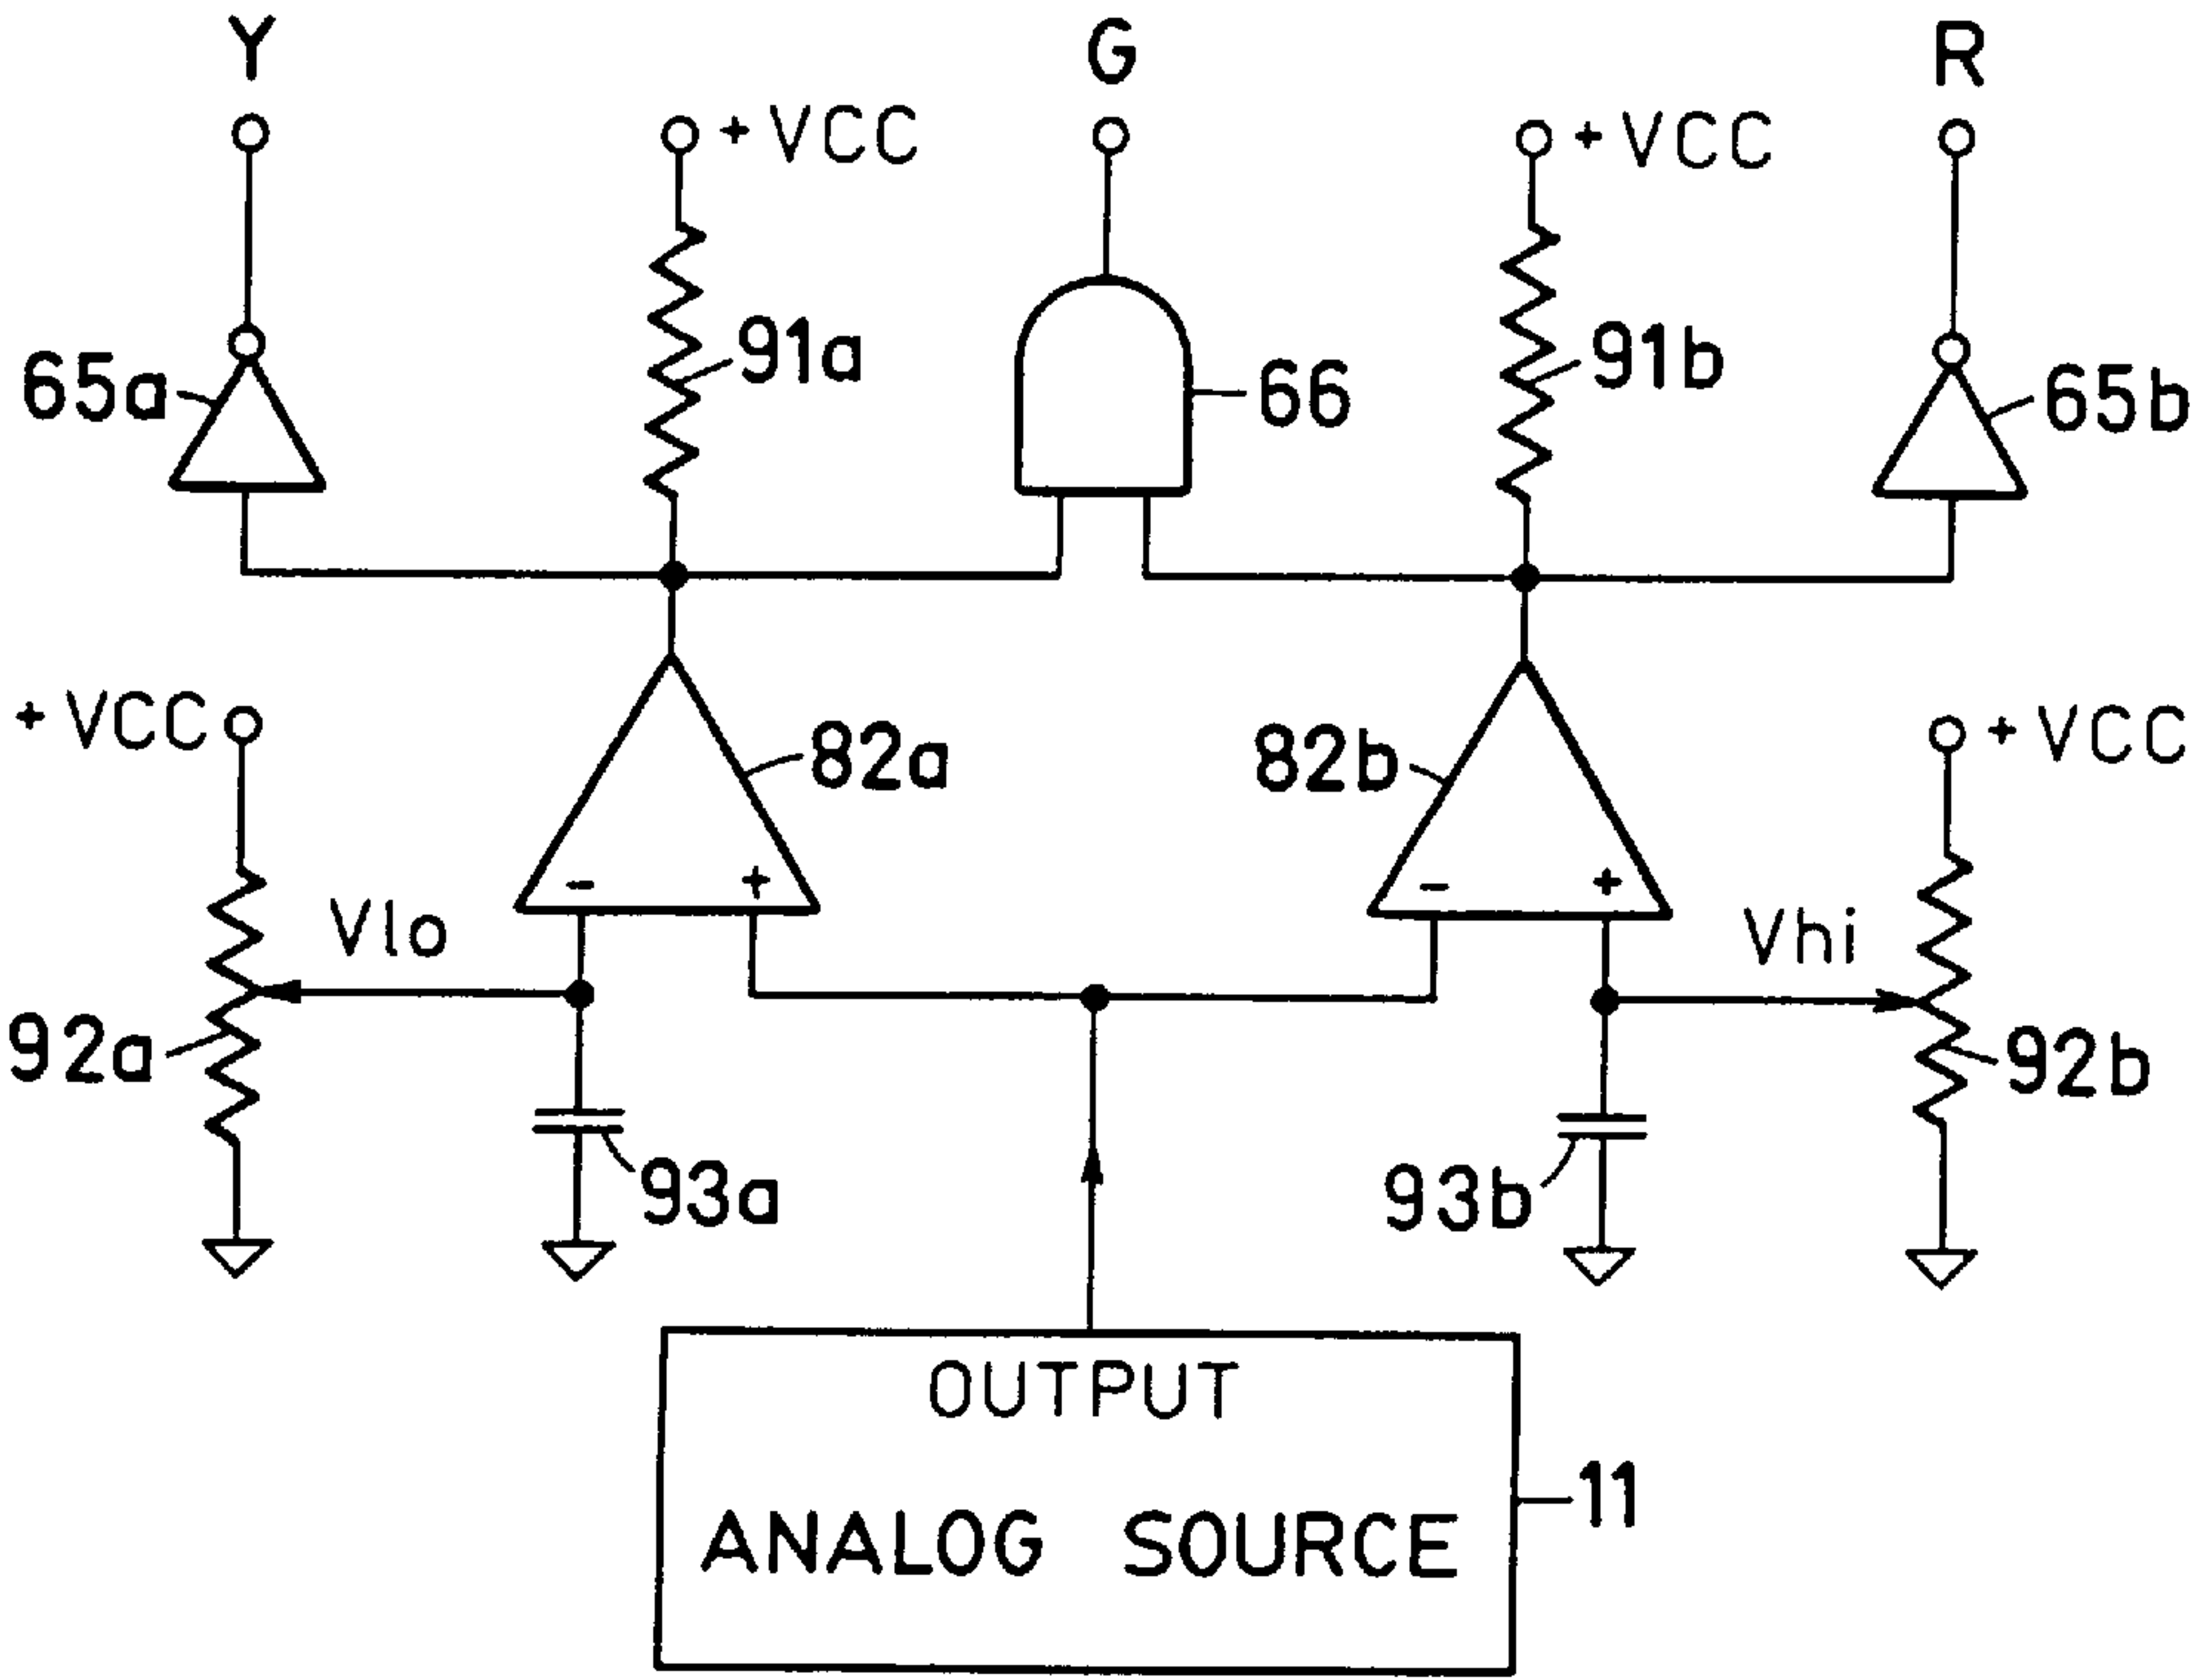 Y
G
R
+VCC
+VCC
65a
91a
66
91b
65b
+VCC
82a
82b
+VCC
-
+
-
+
Vlo
Vhi
92a
92b
93a
93b
OUTPUT
ANALOG SOURCE
11